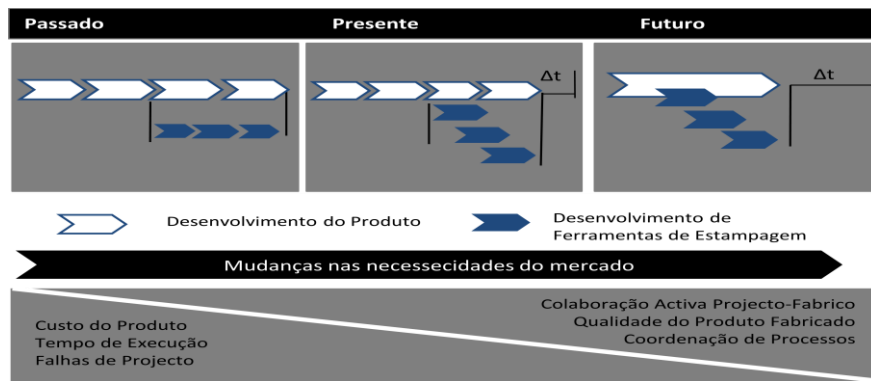 Passado
Presente
Futuro
Δt
Δt
Desenvolvimento do Produto
Desenvolvimento de
Ferramentas de Estampagem
Mudanças nas necessecidades do mercado
Custo do Produto
Tempo de Execução
Falhas de Projecto
Colaboração Activa Projecto-Fabrico
Qualidade do Produto Fabricado
Coordenação de Processos